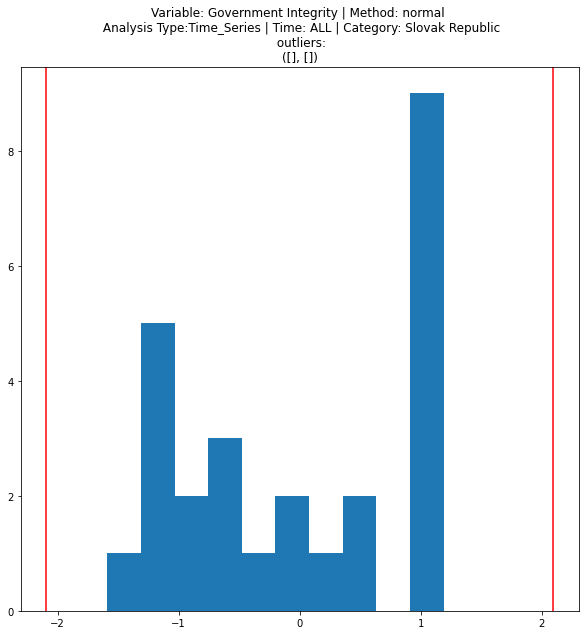 Variable: Government Integrity | Method: normal
Analysis Type:Time_Series | Time: ALL | Category: Slovak Republic
outliers:
([], [])
8
6
4
2
0
−2 −1 0 1 2